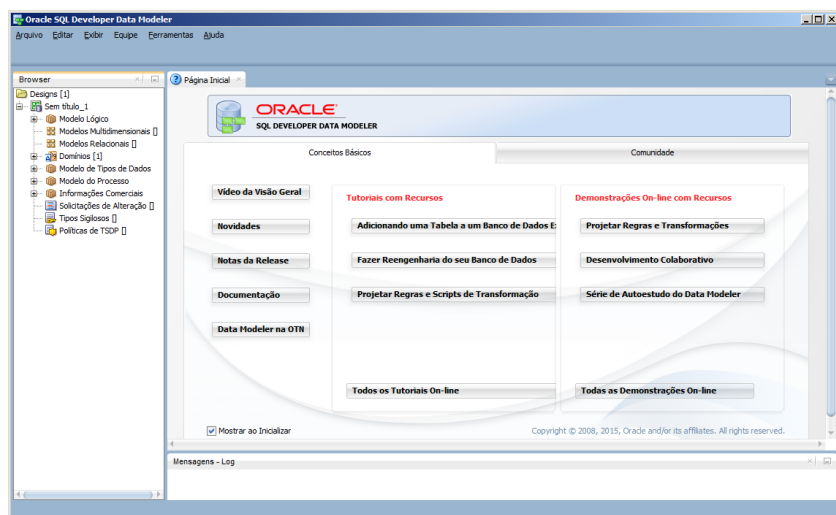 Oracle SQL Developer Data Modeler
Arquivo Editar Exibir Equipe Ferramentas Ajuda
Browser
Designs [1]
Sem título_1
Modelo Lógico
Modelos Multidimensionais []
Modelos Relacionais []
Domínios [1]
Modelo de Tipos de Dados
Modelo do Processo
Informações Comerciais
Solicitações de Alteração []
Tipos Sigilosos []
Políticas de TSDP []
Página Inicial
ORACLE
SQL DEVELOPER DATA MODELER
Conceitos Básicos
Comunidade
Vídeo da Visão Geral
Novidades
Notas da Release
Documentação
Data Modeler na OTN
Tutoriais com Recursos
Adicionando uma Tabela a um Banco de Dados E
Fazer Reengenharia do seu Banco de Dados
Projetar Regras e Scripts de Transformação
Todos os Tutoriais On-line
Demonstrações On-line com Recursos
Projetar Regras e Transformações
Desenvolvimento Colaborativo
Série de Autoestudo do Data Modeler
Todas as Demonstrações On-line
Mostrar ao Inicializar
Copyright © 2008, 2015, Oracle and/or its affiliates. All rights reserved.
Mensagens - Log